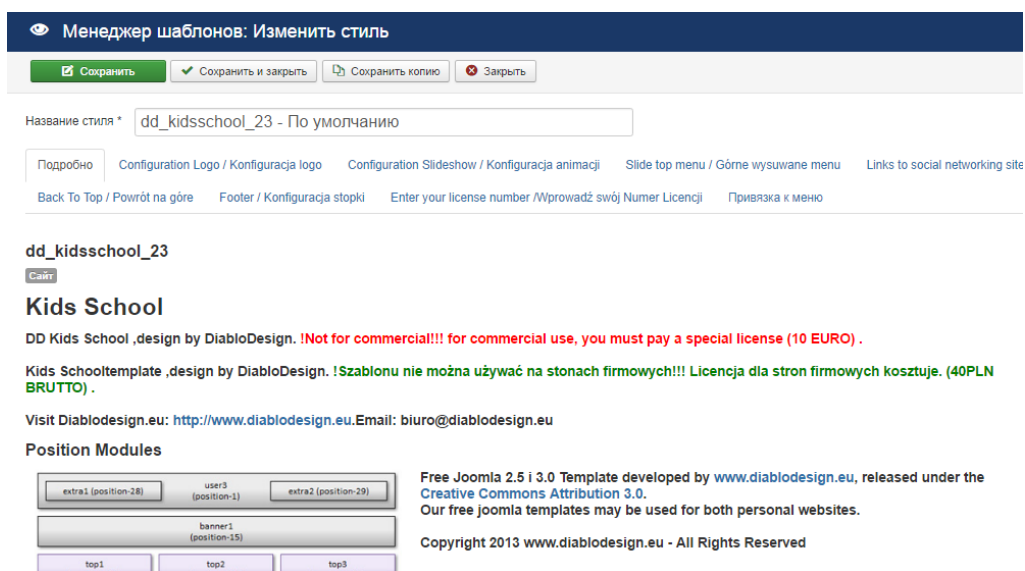 Менеджер шаблонов: Изменить стиль
Сохранить Сохранить и закрыть Сохранить копию Закрыть
Название стиля * dd_kidsschool_23 - По умолчанию
Подробно Configuration Logo / Konfiguracja logo Configuration Slideshow / Konfiguracja animacji Slide top menu / Górne wysuwane menu Links to social networking site
Back To Top / Powrót na góre Footer / Konfiguracja stopki Enter your license number /Wprowadź swój Numer Licencji Привязка к меню
dd_kidsschool_23
Сайт
Kids School
DD Kids School ,design by DiabloDesign. !Not for commercial!!! for commercial use, you must pay a special license (10 EURO) .
Kids Schooltemplate ,design by DiabloDesign. !Szablonu nie można używać na stonach firmowych!!! Licencja dla stron firmowych kosztuje. (40PLN
BRUTTO) .
Visit Diablodesign.eu: http://www.diablodesign.eu.Email: biuro@diablodesign.eu
Position Modules
extra1 (position-28) user3 (position-1) extra2 (position-29)
banner1
(position-15)
top1 top2 top3
Free Joomla 2.5 i 3.0 Template developed by www.diablodesign.eu, released under the
Creative Commons Attribution 3.0.
Our free joomla templates may be used for both personal websites.
Copyright 2013 www.diablodesign.eu - All Rights Reserved